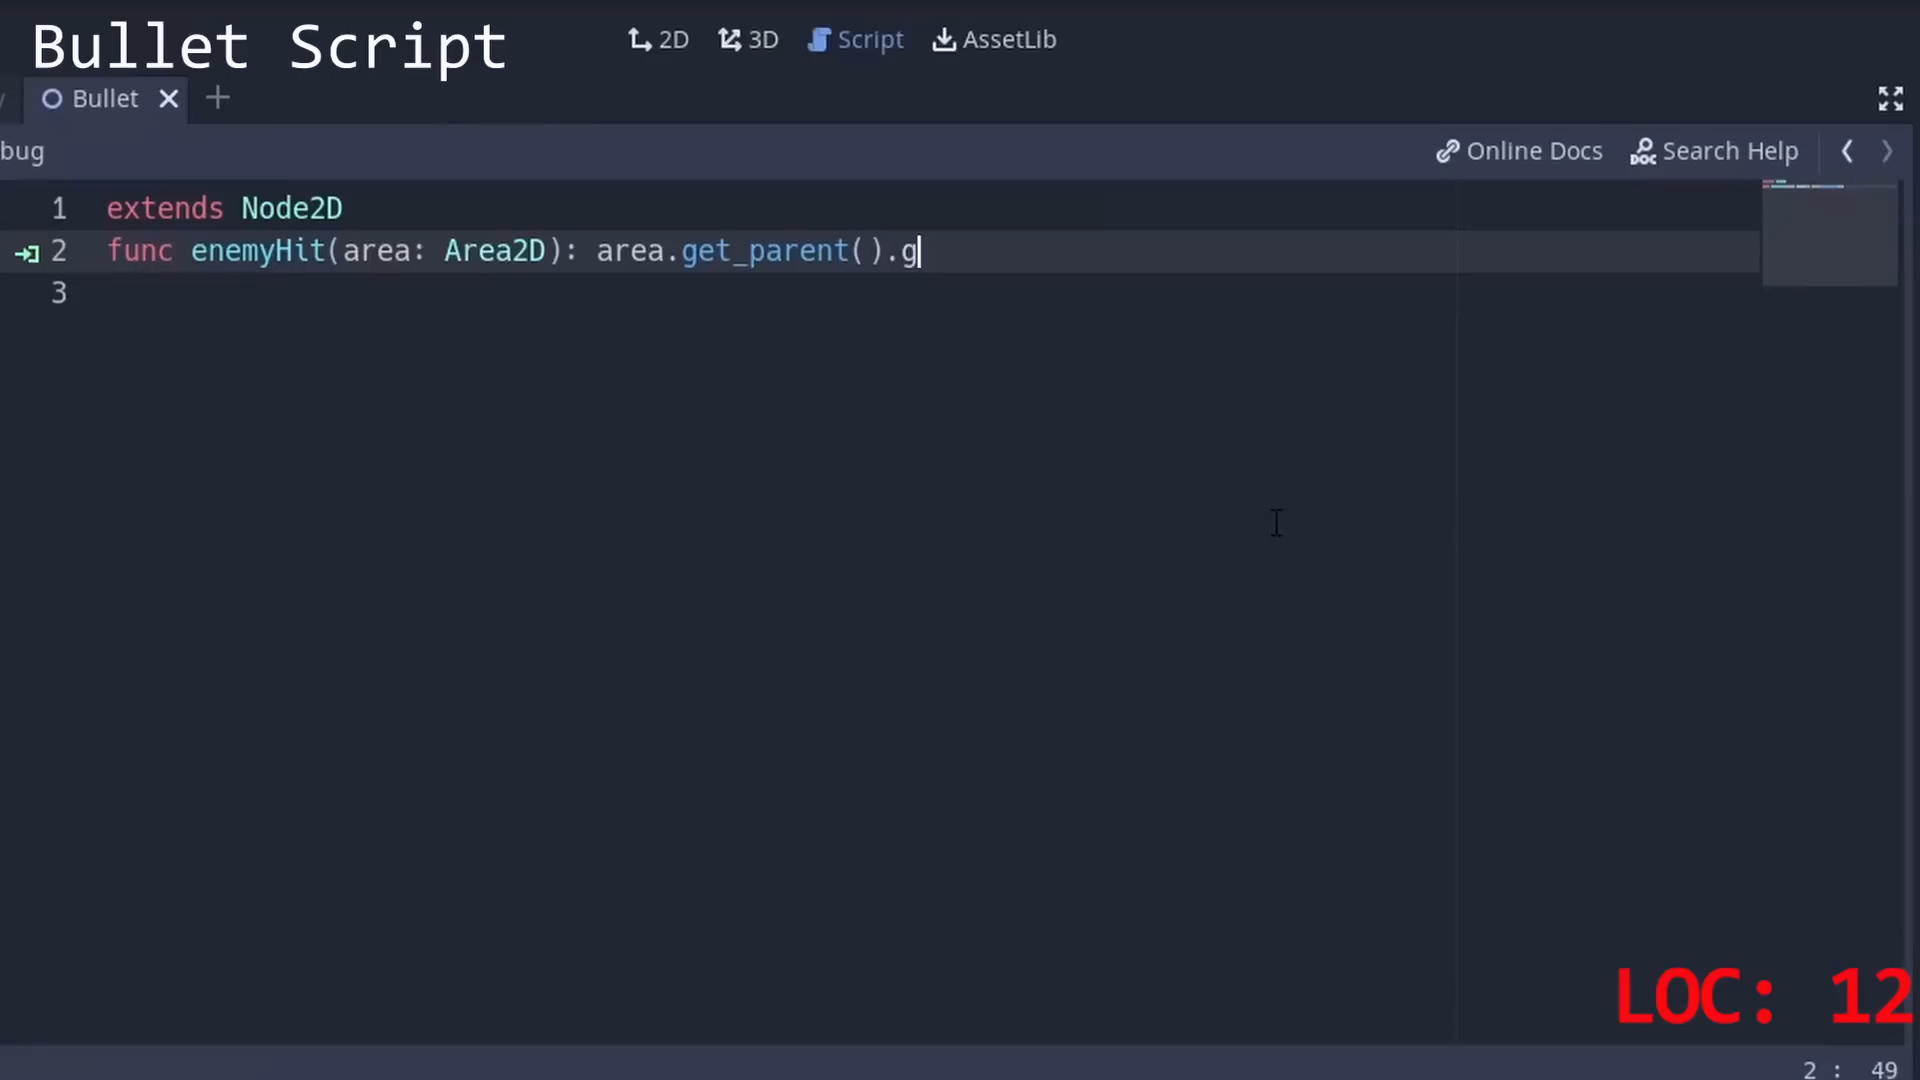 Bullet Script
2D 3D Script AssetLib
Bullet
bug Online Docs Search Help
1 extends Node2D
2 func enemyHit(area: Area2D): area.get_parent().g
3
LOC: 12
2 : 49